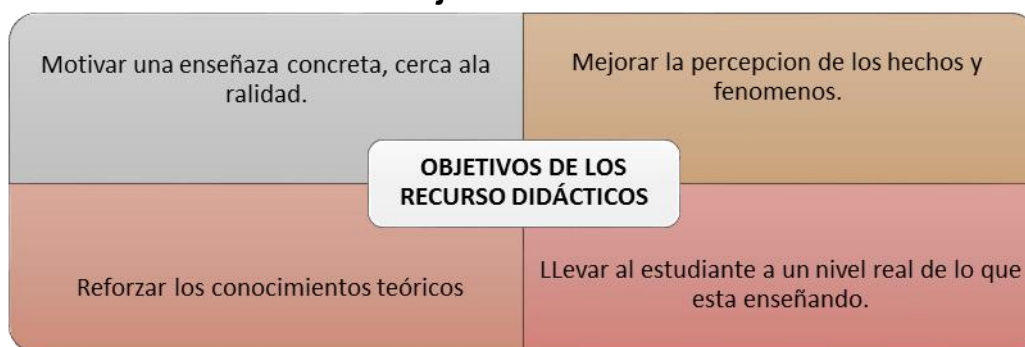 Motivar una enseñaza concreta, cerca ala
ralidad.
Mejorar la percepcion de los hechos y
fenomenos.
OBJETIVOS DE LOS
RECURSO DIDÁCTICOS
Reforzar los conocimientos teóricos
LLevar al estudiante a un nivel real de lo que
esta enseñando.